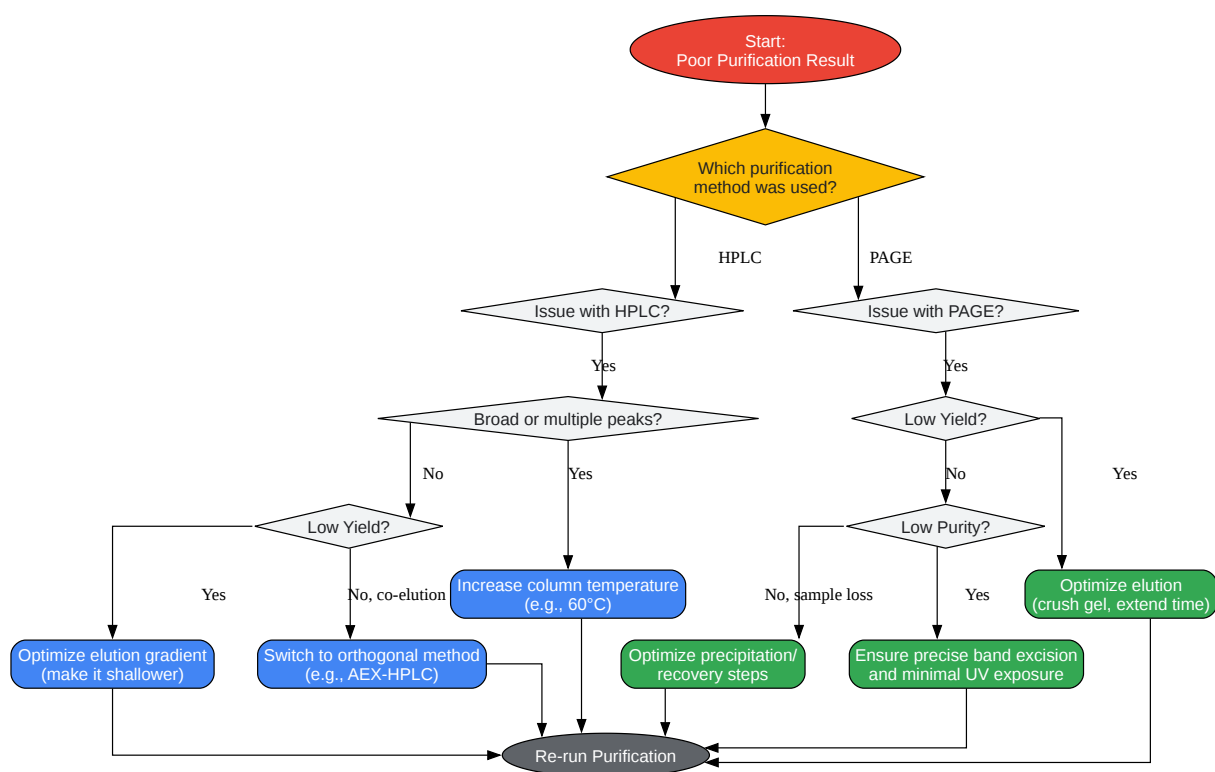 Start:
Poor Purification Result
Which purification
method was used?
HPLC
PAGE
Issue with HPLC?
Issue with PAGE?
Yes
Yes
Broad or multiple peaks?
Low Yield?
No
Yes
No
Yes
Low Yield?
Low Purity?
Yes
No, co-elution
Increase column temperature
(e.g., 60°C)
No, sample loss
Yes
Optimize elution
(crush gel, extend time)
Optimize elution gradient
(make it shallower)
Switch to orthogonal method
(e.g., AEX-HPLC)
Optimize precipitation/
recovery steps
Ensure precise band excision
and minimal UV exposure
Re-run Purification